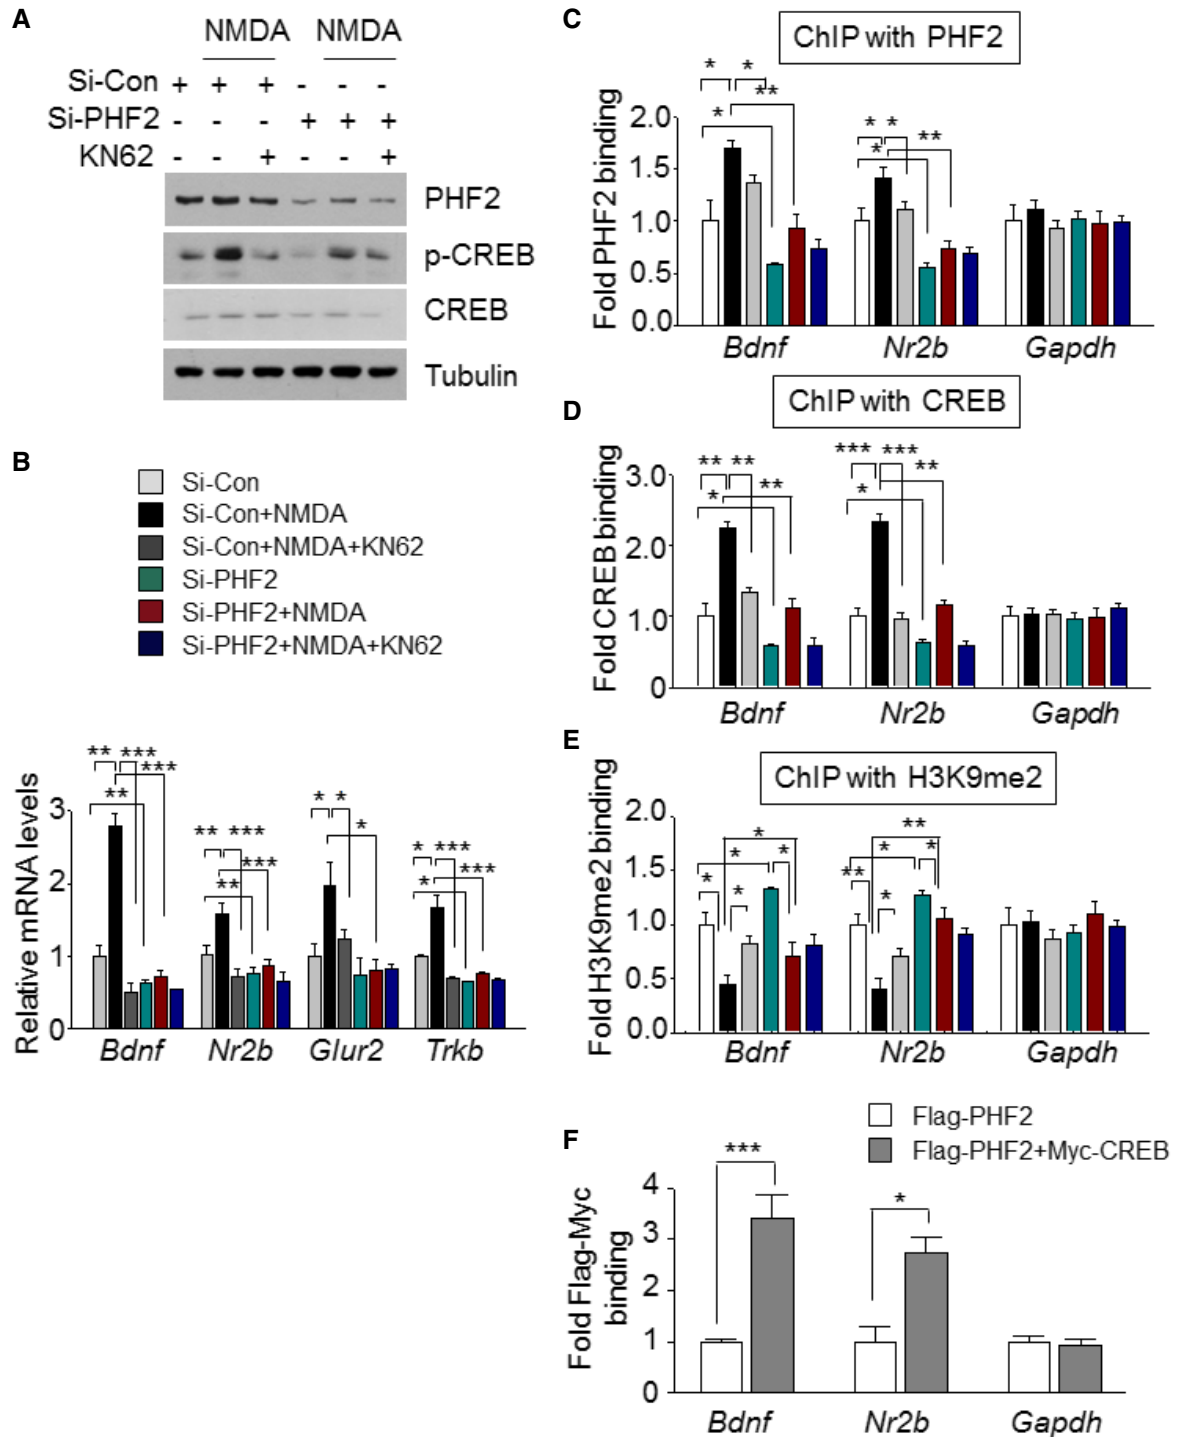 A
NMDA NMDA
Si-Con + + + - - -
Si-PHF2 - - - + + +
KN62 - - + - - +
PHF2
p-CREB
CREB
Tubulin
B
Si-Con
Si-Con+NMDA
Si-Con+NMDA+KN62
Si-PHF2
Si-PHF2+NMDA
Si-PHF2+NMDA+KN62
Relative mRNA levels
3
2
1
0
** *** *** **
** *** *** **
* * *
* *** *** *
Bdnf Nr2b Glur2 Trkb
C
ChIP with PHF2
Fold PHF2 binding
2.0
1.5
1.0
0.5
0.0
* * ** *
* * ** *
Bdnf Nr2b Gapdh
D
ChIP with CREB
Fold CREB binding
3.0
2.0
1.0
0
** ** ** *
*** *** ** *
Bdnf Nr2b Gapdh
E
ChIP with H3K9me2
Fold H3K9me2 binding
2.0
1.5
1.0
0.5
0.0
* * * * *
** * * * **
Bdnf Nr2b Gapdh
F
Flag-PHF2
Flag-PHF2+Myc-CREB
Fold Flag-Myc
binding
4
3
2
1
0
*** *
Bdnf Nr2b Gapdh